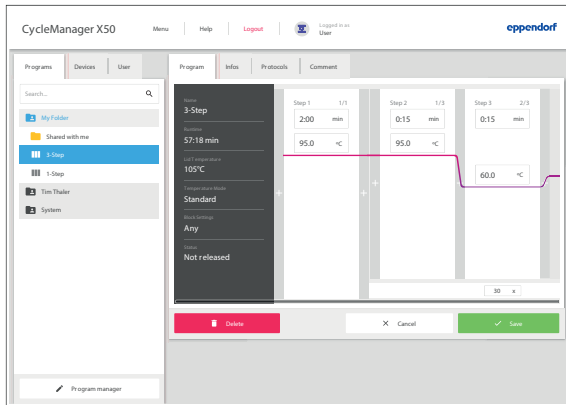 CycleManager X50
Menu
Help
Logout
Logged in as
User
eppendorf
Programs
Devices
User
Search...
My Folder
Shared with me
3-Step
1-Step
Tim Thaler
System
Program manager
Program
Infos
Protocols
Comment
Name
3-Step
Runtime
57:18 min
Lid Temperature
105°C
Temperature Mode
Standard
Block Settings
Any
Status
Not released
Step 1 1/1
2:00 min
95.0 °C
Step 2 1/3
0:15 min
95.0 °C
Step 3 2/3
0:15 min
60.0 °C
30 x
Delete
Cancel
Save